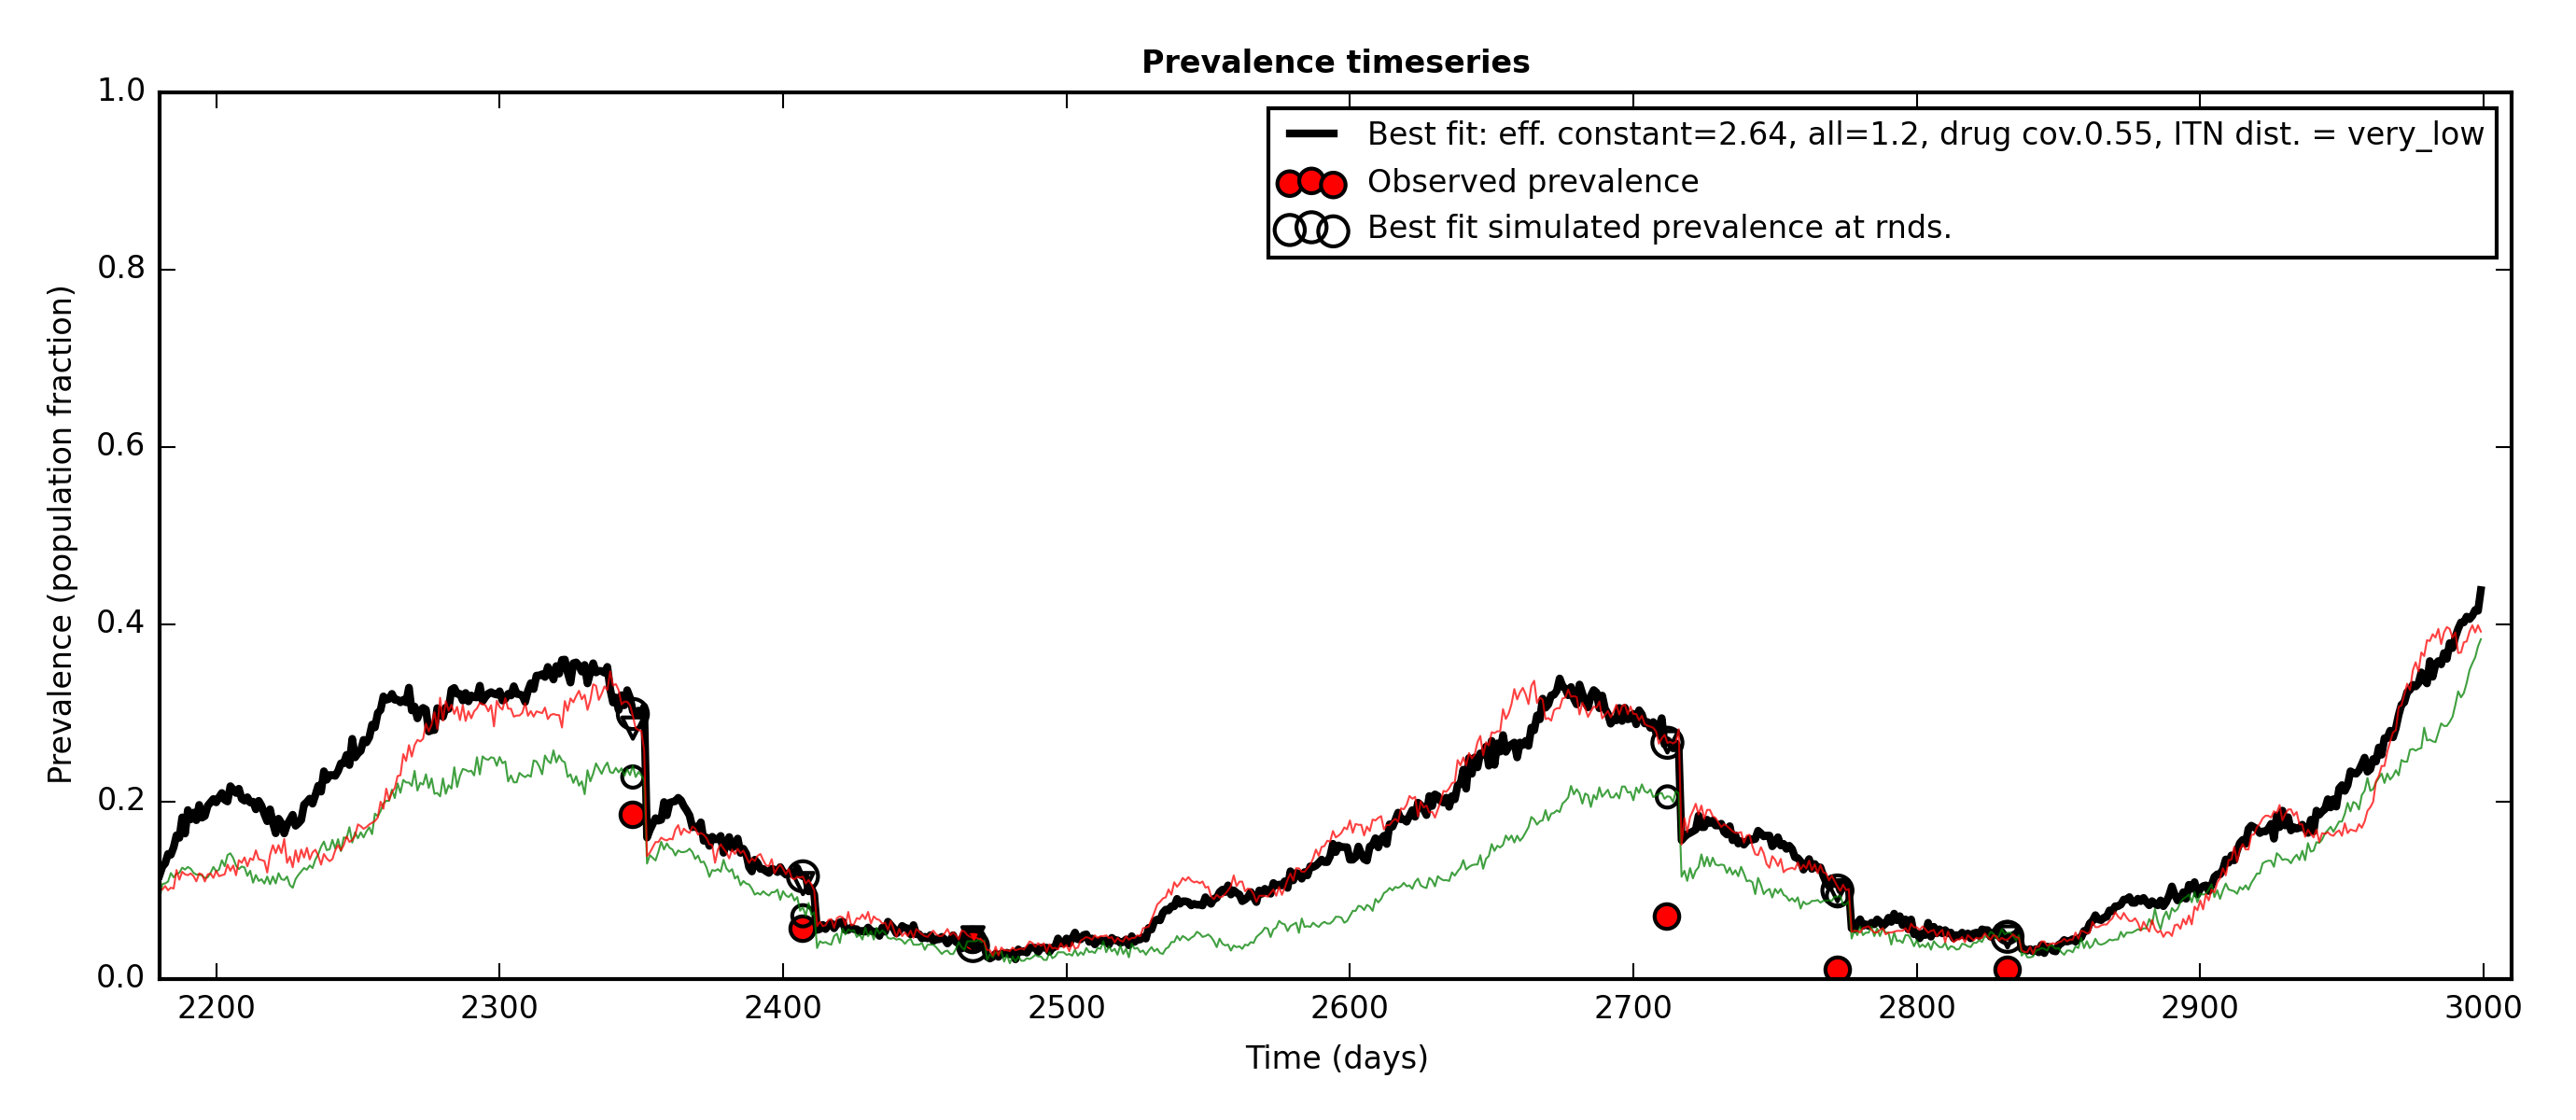 Prevalence timeseries
Best fit: eff. constant=2.64, all=1.2, drug cov.0.55, ITN dist. = very_low
Observed prevalence
Best fit simulated prevalence at rnds.
Prevalence (population fraction)
1.0
0.8
0.6
0.4
0.2
0.0
2200 2300 2400 2500 2600 2700 2800 2900 3000
Time (days)